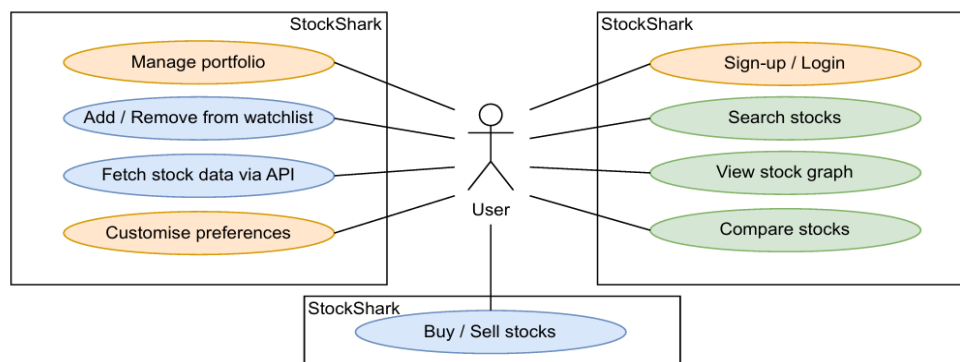 StockShark
Manage portfolio
Add / Remove from watchlist
Fetch stock data via API
Customise preferences
User
StockShark
Sign-up / Login
Search stocks
View stock graph
Compare stocks
StockShark
Buy / Sell stocks